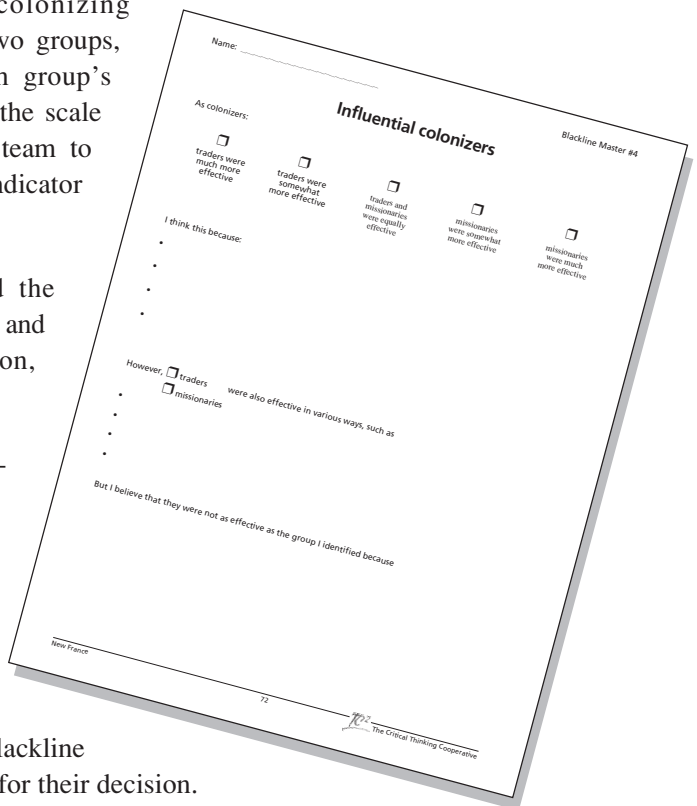 colonizing
vo groups,
n group's
the scale
team to
ndicator
d the
and
on,
-
lackline
for their decision.
Name:
Blackline Master #4
Influential colonizers
As colonizers:
❒ traders were
much more
effective
❒ traders were
somewhat
more effective
❒ traders and
missionaries
were equally
effective
❒ missionaries
were somewhat
more effective
❒ missionaries
were much
more effective
I think this because:
•
•
•
•
However, ❒ traders
❒ missionaries
were also effective in various ways, such as
•
•
•
•
But I believe that they were not as effective as the group I identified because
New France
72
The Critical Thinking Cooperative